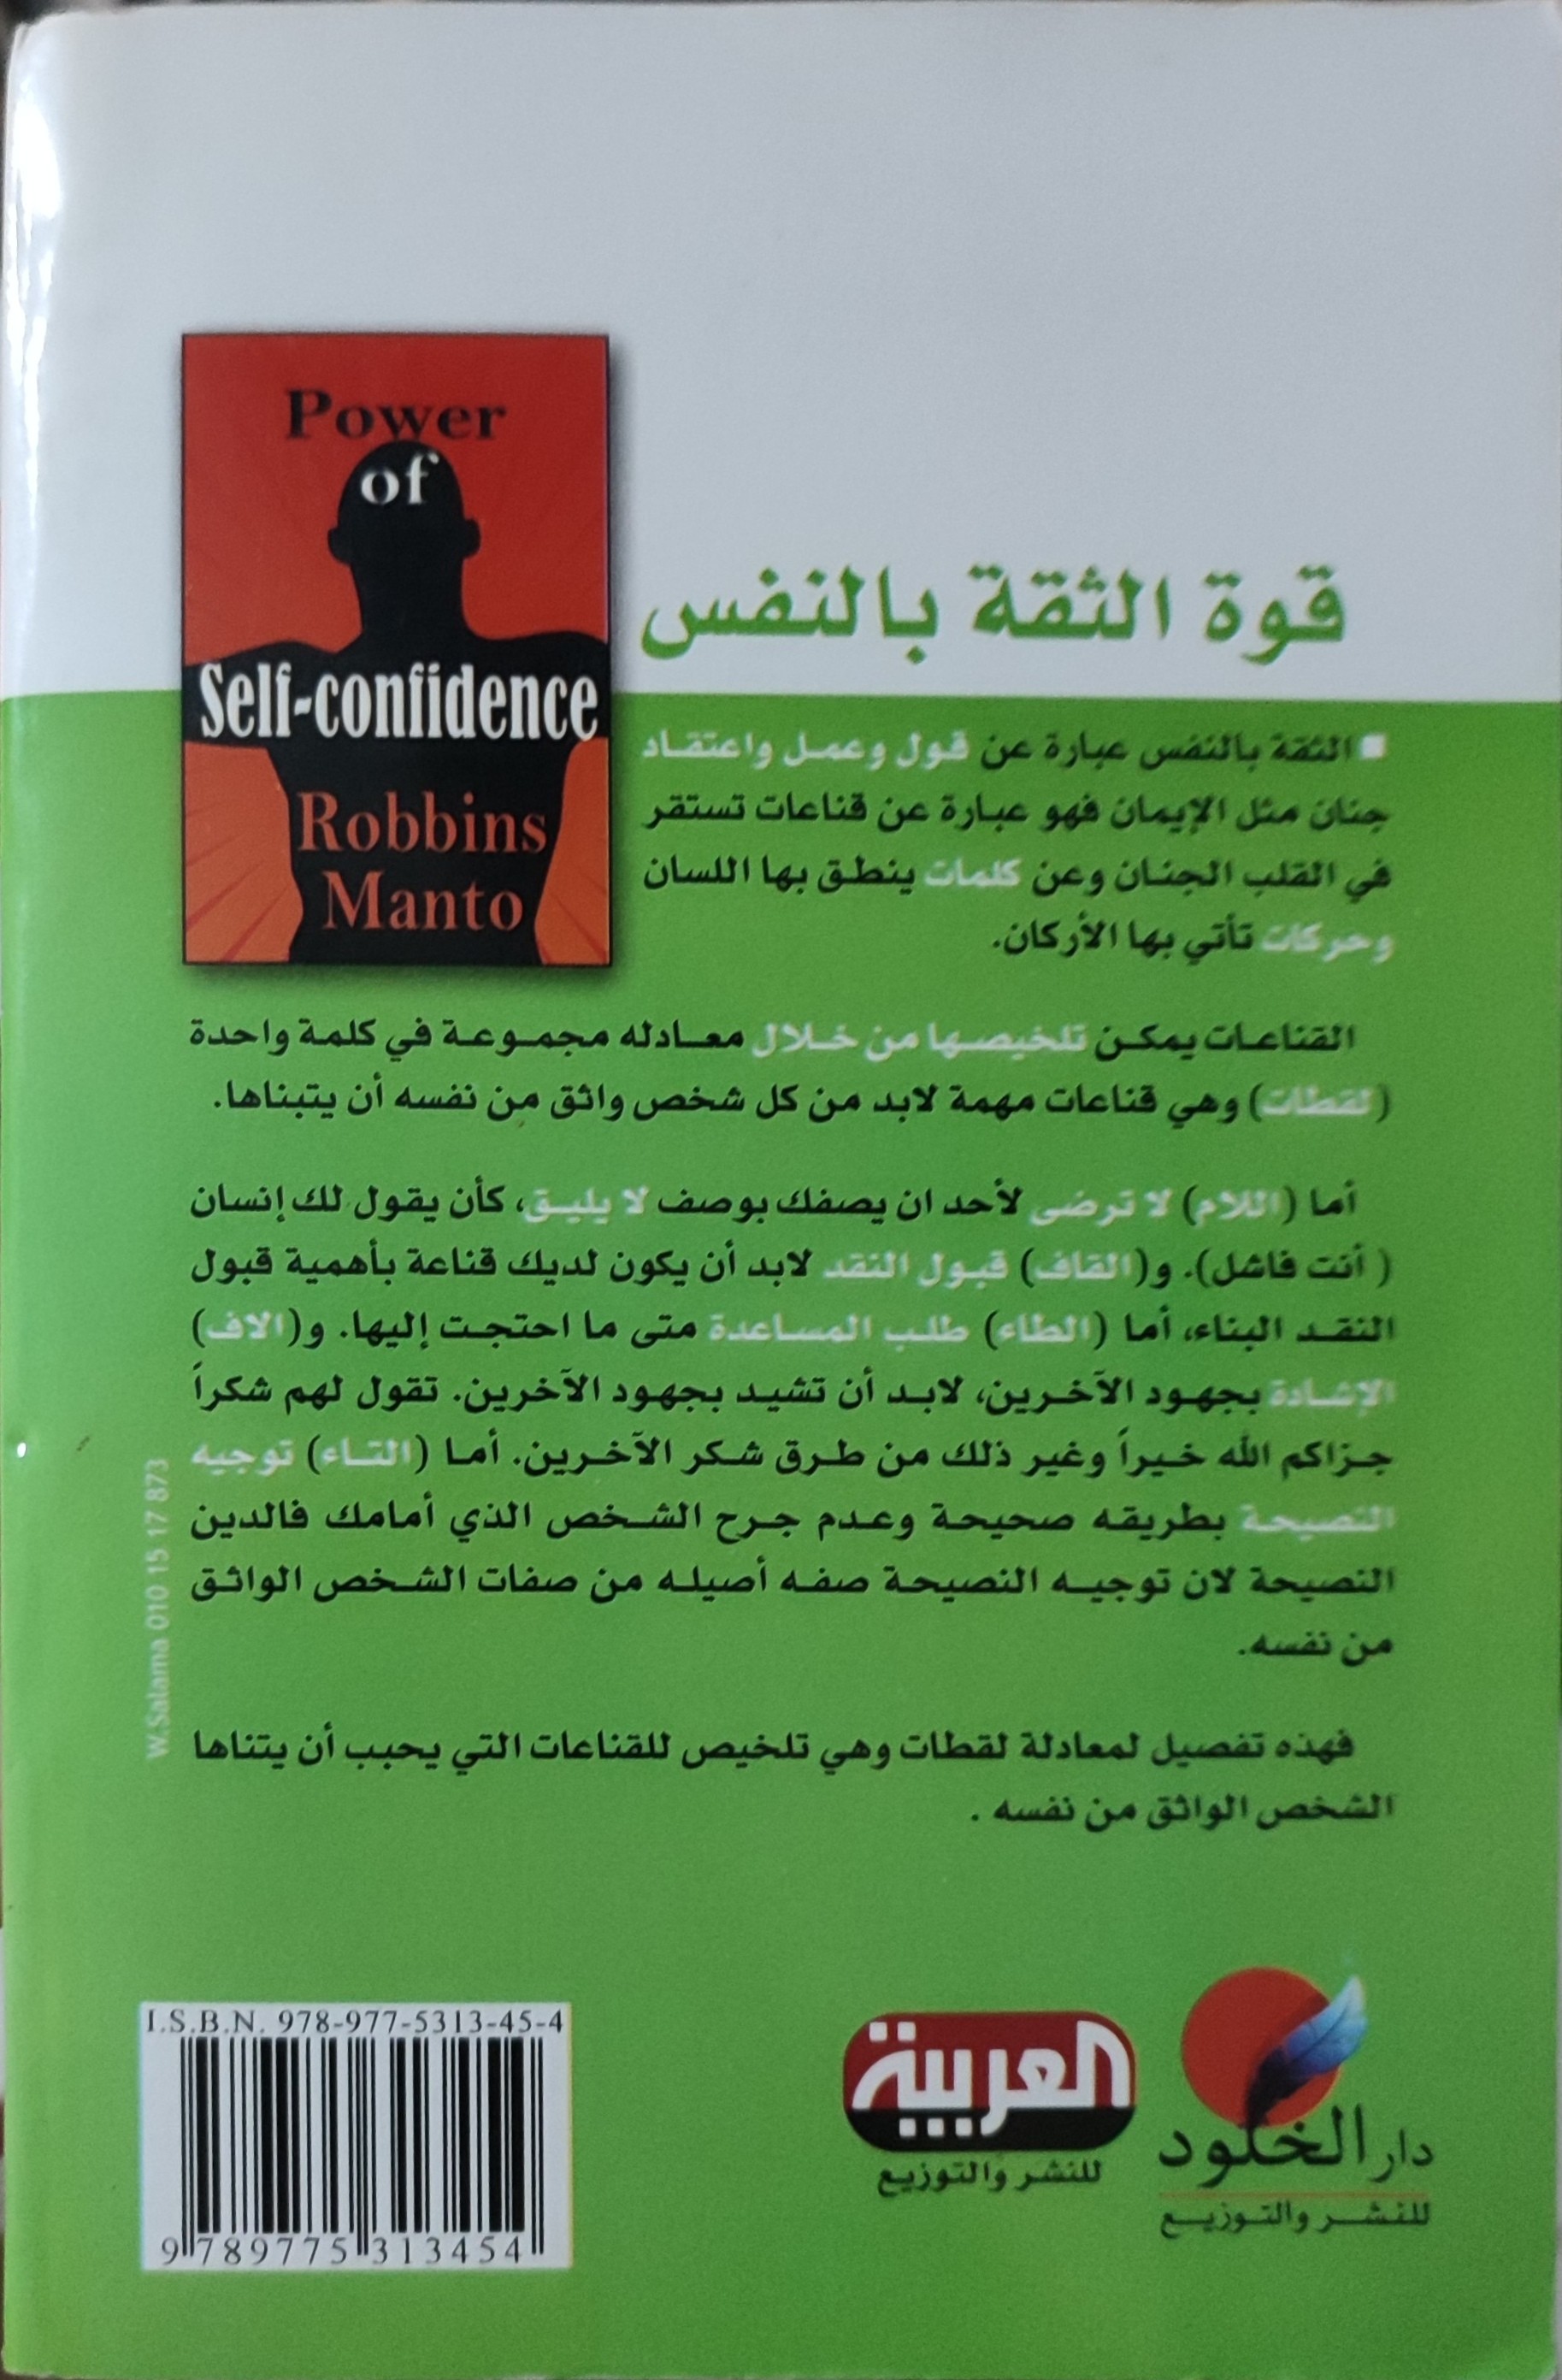 Power
of
Self-confidence
Robbins
Manto
قوة الثقة بالنفس
■ الثقة بالنفس عبارة عن قول وعمل واعتقاد
جنان مثل الإيمان فهو عبارة عن قناعات تستقر
في القلب الجنان وعن كلمات ينطق بها اللسان
وحركات تأتي بها الأركان.
القناعات يمكن تلخيصها من خلال معادله مجموعة في كلمة واحدة
(لقطات) وهي قناعات مهمة لابد من كل شخص واثق من نفسه أن يتبناها.
أما (اللام) لا ترضى لأحد ان يصفك بوصف لا يليق، كأن يقول لك إنسان
( أنت فاشل). و(القاف) قبول النقد لابد أن يكون لديك قناعة بأهمية قبول
النقد البناء، أما (الطاء) طلب المساعدة متى ما احتجت إليها. و(الاف)
الإشادة بجهود الآخرين، لابد أن تشيد بجهود الآخرين. تقول لهم شكراً
جزاكم الله خيراً وغير ذلك من طرق شكر الآخرين. أما (التاء) توجيه
النصيحة بطريقه صحيحة وعدم جرح الشخص الذي أمامك فالدين
النصيحة لان توجيه النصيحة صفه أصيله من صفات الشخص الواثق
من نفسه.
فهذه تفصيل لمعادلة لقطات وهي تلخيص للقناعات التي يحبب أن يتناها
الشخص الواثق من نفسه .
W.Salama 010 15 17 873
I.S.B.N. 978-977-5313-45-4
9 789775 313454
العربية
للنشر والتوزيع
دار الخلود
للنشر والتوزيع